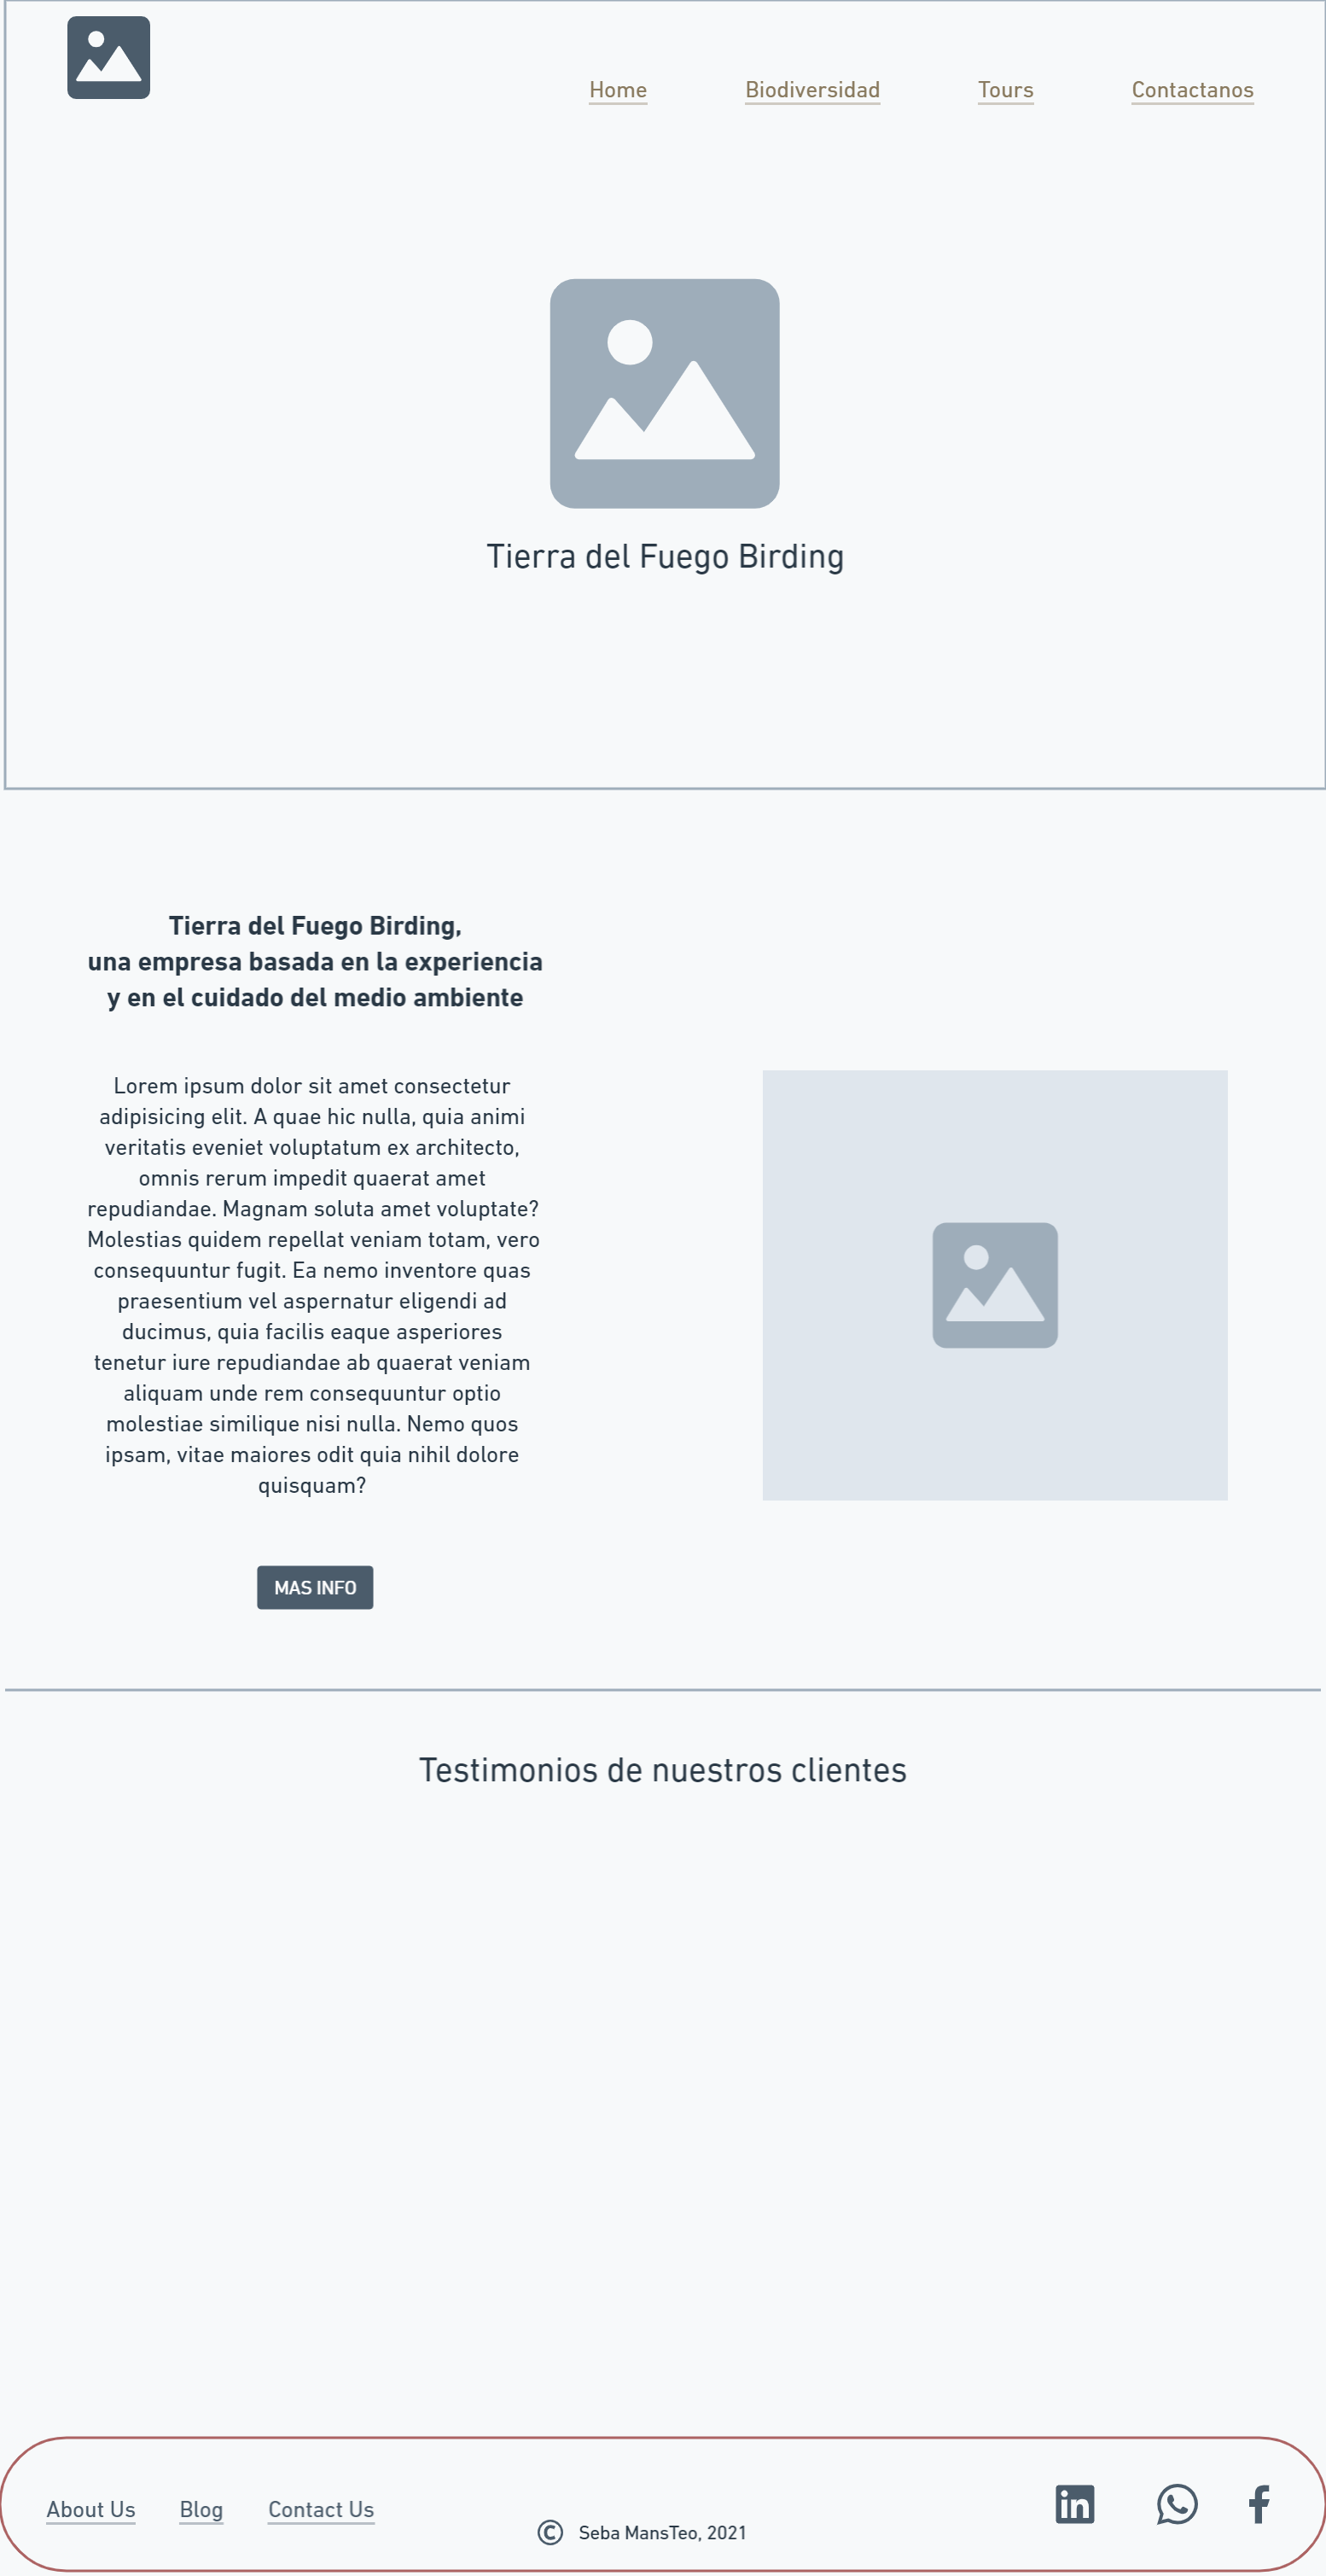 Home
Biodiversidad
Tours
Contactanos
Tierra del Fuego Birding
Tierra del Fuego Birding,
una empresa basada en la experiencia
y en el cuidado del medio ambiente
Lorem ipsum dolor sit amet consectetur
adipisicing elit. A quae hic nulla, quia animi
veritatis eveniet voluptatum ex architecto,
omnis rerum impedit quaerat amet
repudiandae. Magnam soluta amet voluptate?
Molestias quidem repellat veniam totam, vero
consequuntur fugit. Ea nemo inventore quas
praesentium vel aspernatur eligendi ad
ducimus, quia facilis eaque asperiores
tenetur iure repudiandae ab quaerat veniam
aliquam unde rem consequuntur optio
molestiae similique nisi nulla. Nemo quos
ipsam, vitae maiores odit quia nihil dolore
quisquam?
MAS INFO
Testimonios de nuestros clientes
About Us
Blog
Contact Us
© Seba MansTeo, 2021
in